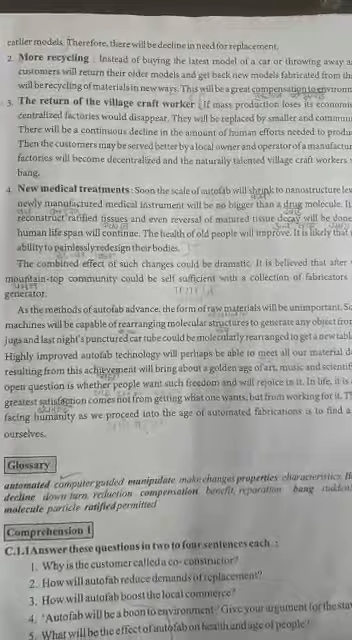 earlier models. Therefore, there will be decline in need for replacement.
2. More recycling : Instead of buying the latest model of a car or throwing away
customers will return their older models and get back new models fabricated from
will be recycling of materials in new ways. This will be a great compensation to
3. The return of the village craft worker : If mass production loses its
centralized factories would disappear. They will be replaced by smaller and
There will be a continuous decline in the amount of human efforts needed to
Then the customers may be served better by a local owner and operator of a
factories will become decentralized and the naturally talented village craft workers
bang.
4. New medical treatments : Soon the scale of autofab will shrink to nanostructure
newly manufactured medical instrument will be no bigger than a drug molecule. It
reconstruct ratified tissues and even reversal of matured tissue decay will be done
human life span will continue. The health of old people will improve. It is likely that
ability to painlessly redesign their bodies.
The combined effect of such changes could be dramatic. It is believed that after
mountain-top community could be self sufficient with a collection of fabricators
generator.
As the methods of autofab advance, the form of raw materials will be unimportant.
machines will be capable of rearranging molecular structures to generate any object
jugs and last night's punctured car tube could be molecularly rearranged to get a new
Highly improved autofab technology will perhaps be able to meet all our material
resulting from this achievement will bring about a golden age of art, music and
open question is whether people want such freedom and will rejoice in it. In life, it is
greatest satisfaction comes not from getting what one wants, but from working for it.
facing humanity as we proceed into the age of automated fabrications is to find a
ourselves.
Glossary
automated computer guided manipulate make changes properties characteristics
decline down turn, reduction compensation benefit, reparation bang
molecule particle ratified permitted
Comprehension I
C.1.1 Answer these questions in two to four sentences each :
1. Why is the customer called a co-constructor?
2. How will autofab reduce demands of replacement?
3. How will autofab boost the local commerce?
4. 'Autofab will be a boon to environment.' Give your argument for the
5. What will be the effect of autofab on health and age of people?